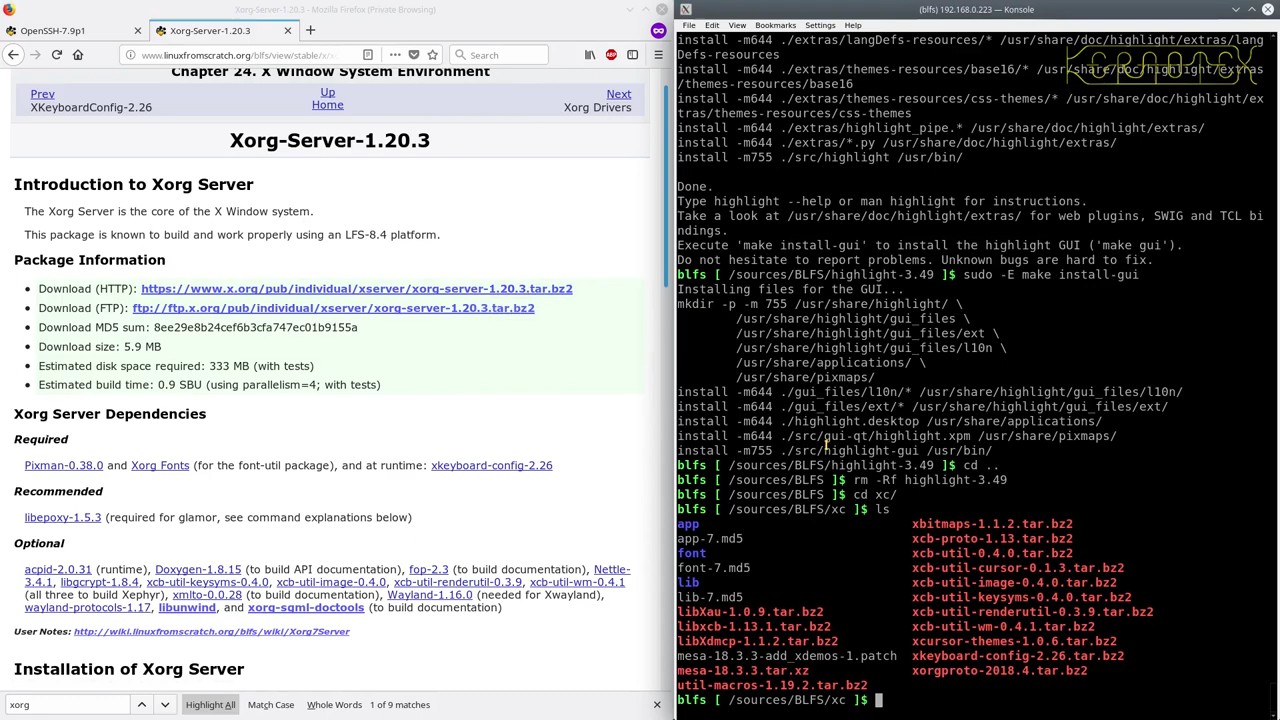 Xorg-Server-1.20.3 - Mozilla Firefox (Private Browsing)
OpenSSH-7.9p1
Xorg-Server-1.20.3
www.linuxfromscratch.org/blfs/view/stable/x
Search
Chapter 24. X Window System Environment
Prev
Up
Next
XKeyboardConfig-2.26
Home
Xorg Drivers
Xorg-Server-1.20.3
Introduction to Xorg Server
The Xorg Server is the core of the X Window system.
This package is known to build and work properly using an LFS-8.4 platform.
Package Information
Download (HTTP): https://www.x.org/pub/individual/xserver/xorg-server-1.20.3.tar.bz2
Download (FTP): ftp://ftp.x.org/pub/individual/xserver/xorg-server-1.20.3.tar.bz2
Download MD5 sum: 8ee29e8b24cef6b3cfa747ec01b9155a
Download size: 5.9 MB
Estimated disk space required: 333 MB (with tests)
Estimated build time: 0.9 SBU (using parallelism=4; with tests)
Xorg Server Dependencies
Required
Pixman-0.38.0 and Xorg Fonts (for the font-util package), and at runtime: xkeyboard-config-2.26
Recommended
libepoxy-1.5.3 (required for glamor, see command explanations below)
Optional
acpid-2.0.31 (runtime), Doxygen-1.8.15 (to build API documentation), fop-2.3 (to build documentation), Nettle-
3.4.1, libgcrypt-1.8.4, xcb-util-keysyms-0.4.0, xcb-util-image-0.4.0, xcb-util-renderutil-0.3.9, xcb-util-wm-0.4.1
(all three to build Xephyr), xmlto-0.0.28 (to build documentation), Wayland-1.16.0 (needed for Xwayland),
wayland-protocols-1.17, libunwind, and xorg-sgml-doctools (to build documentation)
User Notes: http://wiki.linuxfromscratch.org/blfs/wiki/Xorg7Server
Installation of Xorg Server
xorg
Highlight All
Match Case
Whole Words
1 of 9 matches
(blfs) 192.168.0.223 — Konsole
File Edit View Bookmarks Settings Help
install -m644 ./extras/langDefs-resources/* /usr/share/doc/highlight/extras/lang
Defs-resources
install -m644 ./extras/themes-resources/base16/* /usr/share/doc/highlight/extras
/themes-resources/base16
install -m644 ./extras/themes-resources/css-themes/* /usr/share/doc/highlight/ex
tras/themes-resources/css-themes
install -m644 ./extras/highlight_pipe.* /usr/share/doc/highlight/extras/
install -m644 ./extras/*.py /usr/share/doc/highlight/extras/
install -m755 ./src/highlight /usr/bin/
Done.
Type highlight --help or man highlight for instructions.
Take a look at /usr/share/doc/highlight/extras/ for web plugins, SWIG and TCL bi
ndings.
Execute 'make install-gui' to install the highlight GUI ('make gui').
Do not hesitate to report problems. Unknown bugs are hard to fix.
blfs [ /sources/BLFS/highlight-3.49 ]$ sudo -E make install-gui
Installing files for the GUI...
mkdir -p -m 755 /usr/share/highlight/ \
/usr/share/highlight/gui_files \
/usr/share/highlight/gui_files/ext \
/usr/share/highlight/gui_files/l10n \
/usr/share/applications/ \
/usr/share/pixmaps/
install -m644 ./gui_files/l10n/* /usr/share/highlight/gui_files/l10n/
install -m644 ./gui_files/ext/* /usr/share/highlight/gui_files/ext/
install -m644 ./highlight.desktop /usr/share/applications/
install -m644 ./src/gui-qt/highlight.xpm /usr/share/pixmaps/
install -m755 ./src/highlight-gui /usr/bin/
blfs [ /sources/BLFS/highlight-3.49 ]$ cd ..
blfs [ /sources/BLFS ]$ rm -Rf highlight-3.49
blfs [ /sources/BLFS ]$ cd xc/
blfs [ /sources/BLFS/xc ]$ ls
app xbitmaps-1.1.2.tar.bz2
app-7.md5 xcb-proto-1.13.tar.bz2
font xcb-util-0.4.0.tar.bz2
font-7.md5 xcb-util-cursor-0.1.3.tar.bz2
lib xcb-util-image-0.4.0.tar.bz2
lib-7.md5 xcb-util-keysyms-0.4.0.tar.bz2
libXau-1.0.9.tar.bz2 xcb-util-renderutil-0.3.9.tar.bz2
libxcb-1.13.1.tar.bz2 xcb-util-wm-0.4.1.tar.bz2
libXdmcp-1.1.2.tar.bz2 xcursor-themes-1.0.6.tar.bz2
mesa-18.3.3-add_xdemos-1.patch xkeyboard-config-2.26.tar.bz2
mesa-18.3.3.tar.xz xorgproto-2018.4.tar.bz2
util-macros-1.19.2.tar.bz2
blfs [ /sources/BLFS/xc ]$